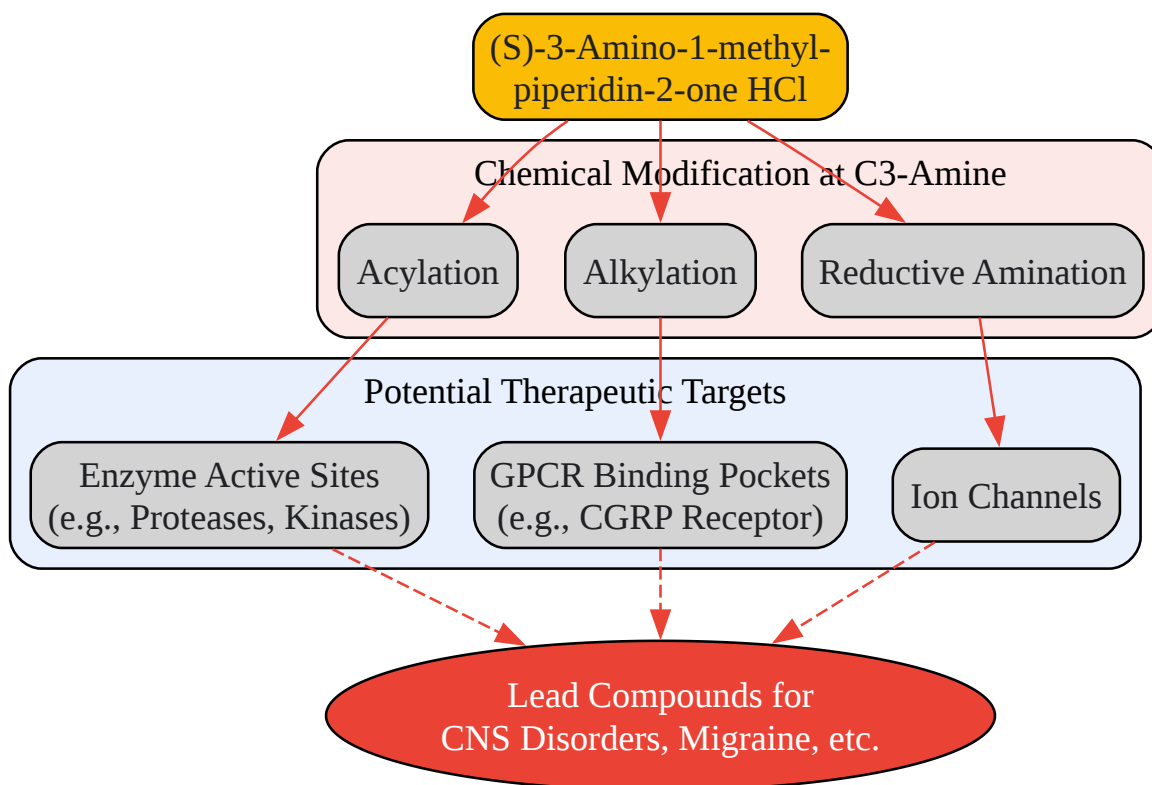 (S)-3-Amino-1-methyl-
piperidin-2-one HCl
Chemical Modification at C3-Amine
Acylation
Alkylation
Reductive Amination
Potential Therapeutic Targets
Enzyme Active Sites
(e.g., Proteases, Kinases)
GPCR Binding Pockets
(e.g., CGRP Receptor)
Ion Channels
Lead Compounds for
CNS Disorders, Migraine, etc.